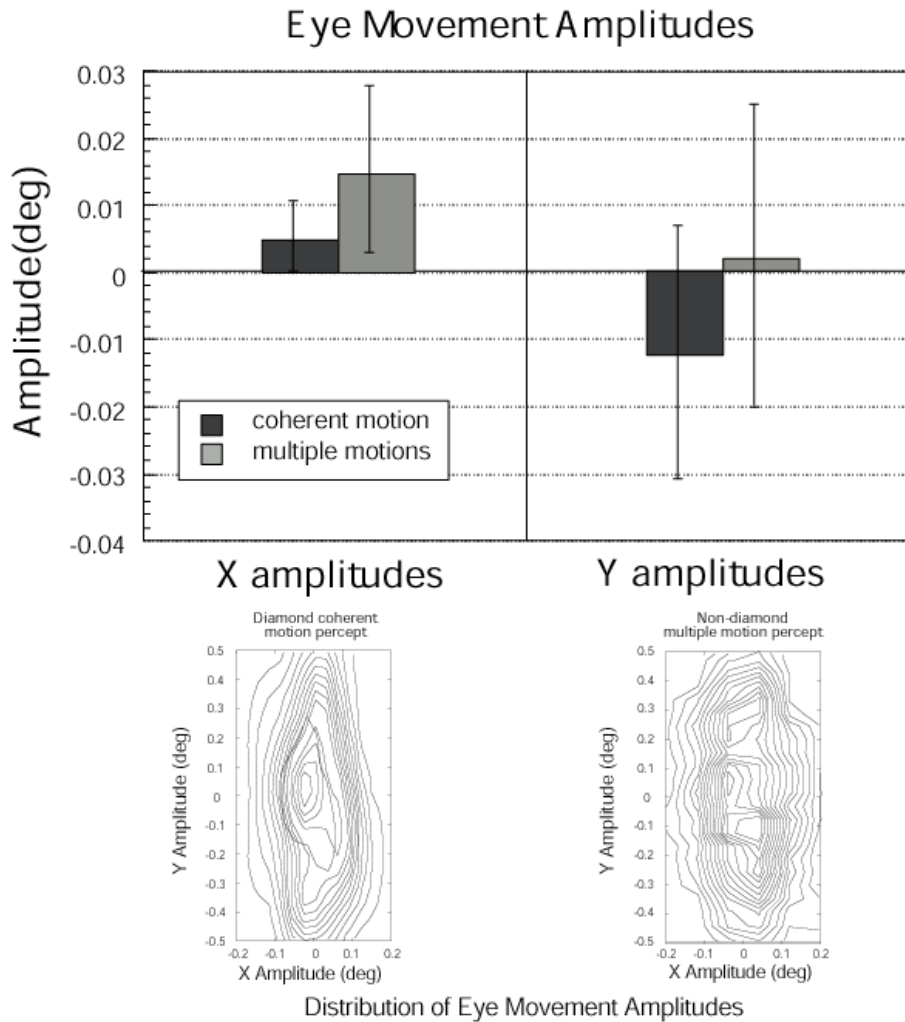 Eye Movement Amplitudes
Amplitude(deg)
0.03
0.02
0.01
0
-0.01
-0.02
-0.03
-0.04
coherent motion
multiple motions
X amplitudes
Y amplitudes
Diamond coherent
motion percept
Y Amplitude (deg)
0.5
0.4
0.3
0.2
0.1
0
-0.1
-0.2
-0.3
-0.4
-0.5
-0.2 -0.1 0 0.1 0.2
X Amplitude (deg)
Non-diamond
multiple motion percept
Y Amplitude (deg)
0.5
0.4
0.3
0.2
0.1
0
-0.1
-0.2
-0.3
-0.4
-0.5
-0.2 -0.1 0 0.1 0.2
X Amplitude (deg)
Distribution of Eye Movement Amplitudes